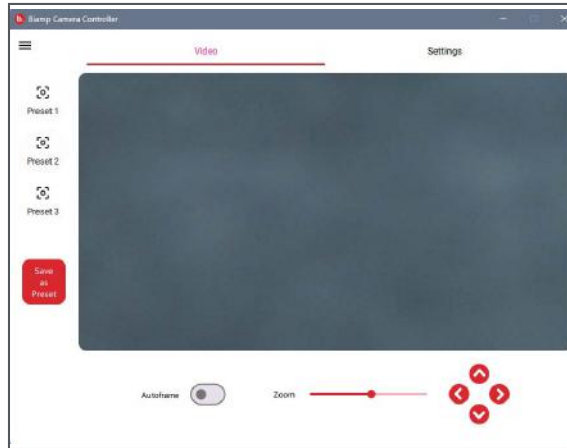 b Biamp Camera Controller
Video
Settings
Preset 1
Preset 2
Preset 3
Save
as
Preset
Autoframe
Zoom